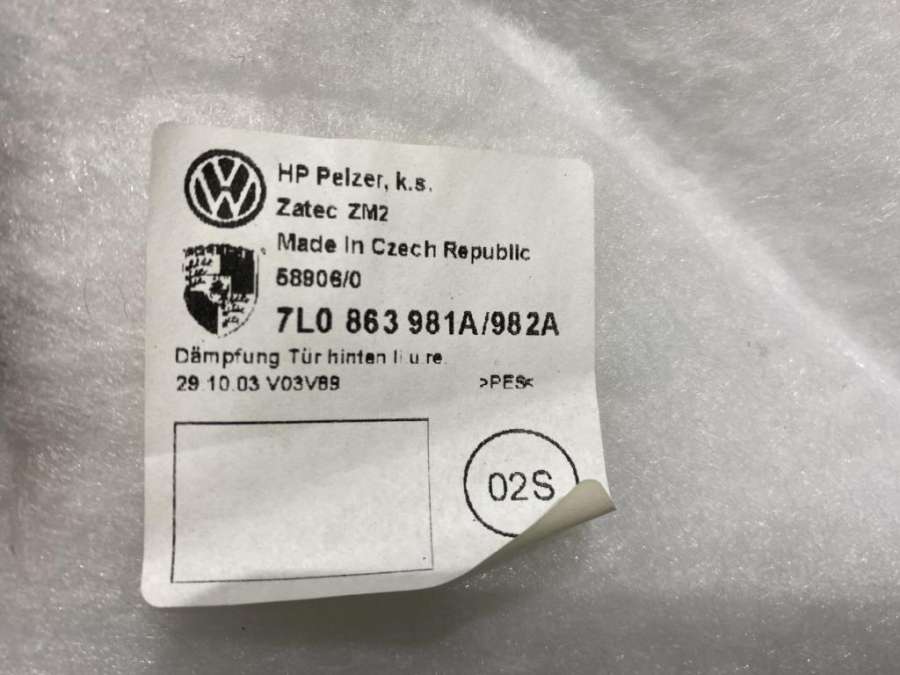 HP Pelzer, k.s.
Zatec ZM2
Made In Czech Republic
58906/0
7L0 863 981A/982A
Dämpfung Tür hinten li u re.
29.10.03 V03V89
>PES<
02S